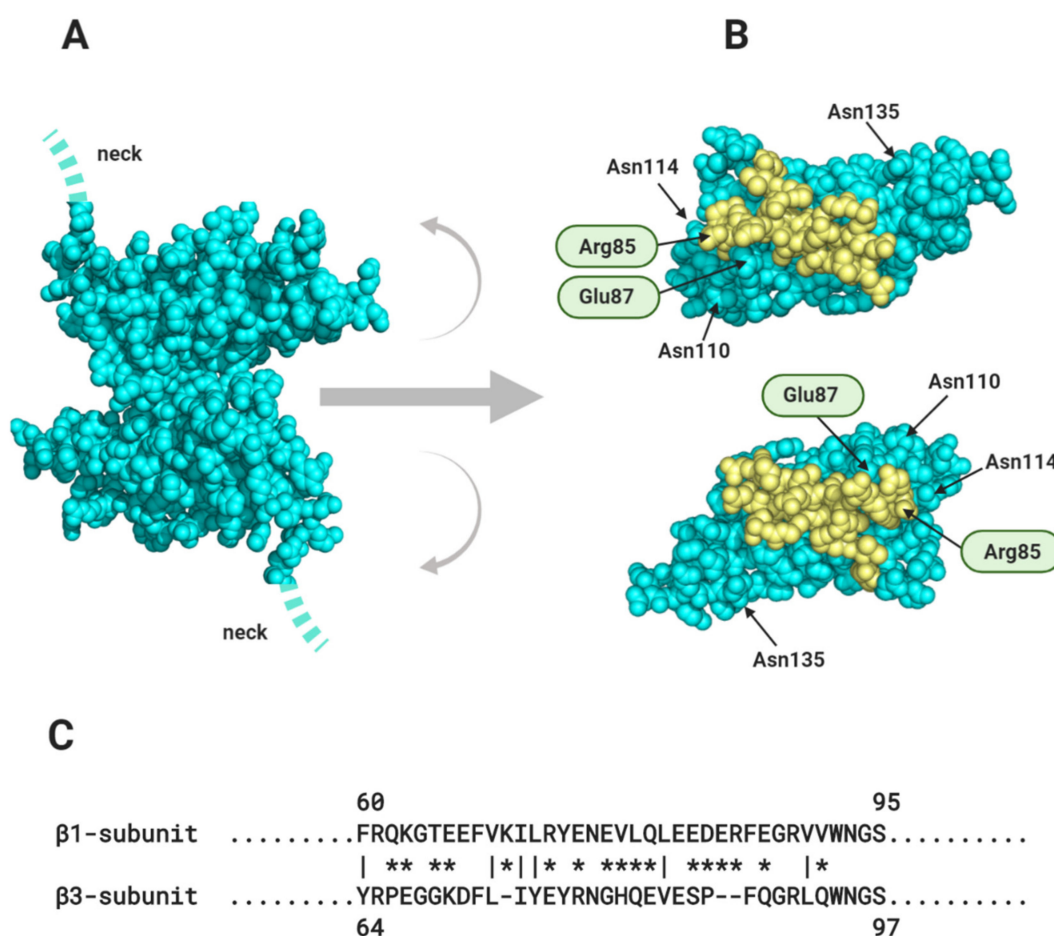 A
B
neck
Asn135
Asn114
Arg85
Glu87
Asn110
Glu87
Asn110
Asn114
Arg85
Asn135
neck
C
60 95
β1-subunit .........FRQKGTEEFVKILRYENEVLQLEEDERFEGRVVWNGS..........
| ** ** |*||* * ****| **** * |*
β3-subunit .........YRPEGGKDFL-IYEYRNGHQEVESP--FQGRLQWNGS..........
64 97